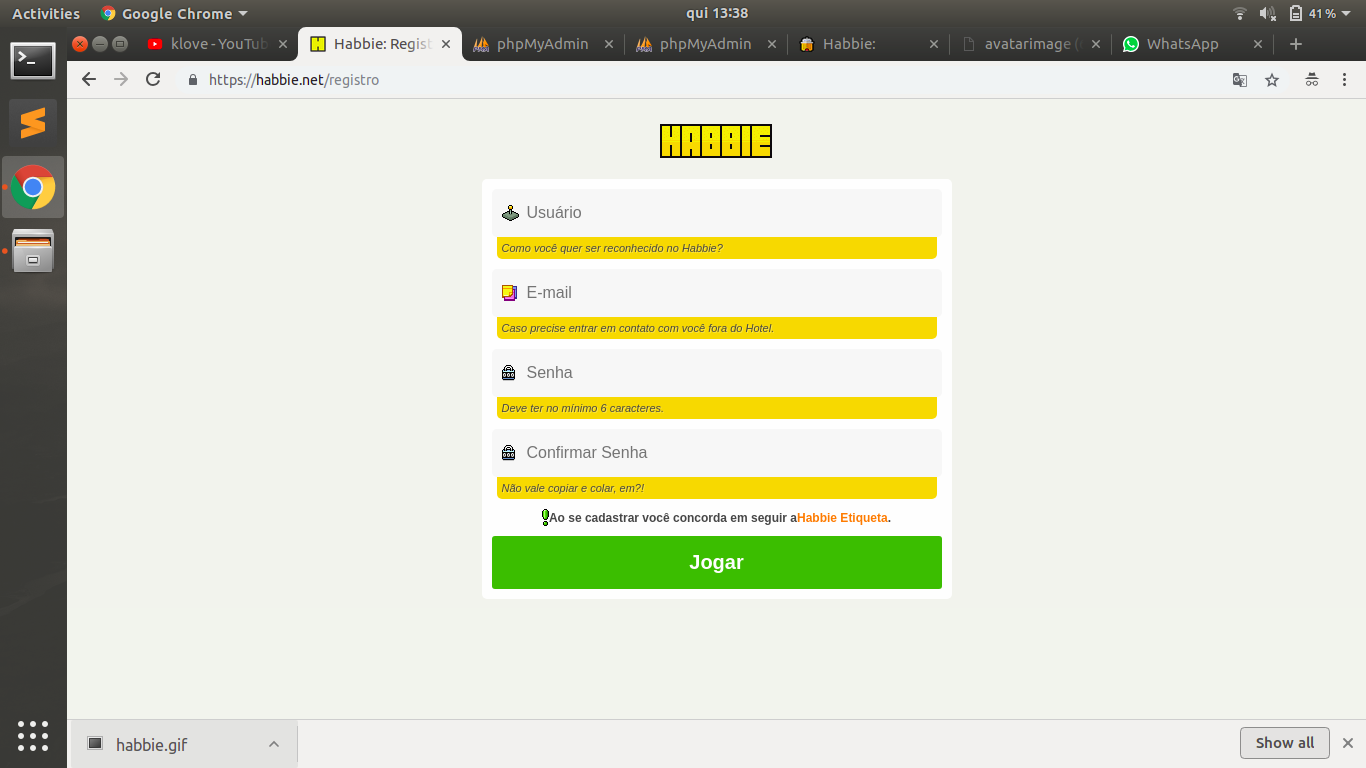 Activities
Google Chrome
qui 13:38
41%
klove - YouTub
Habbie: Regist
phpMyAdmin
phpMyAdmin
Habbie:
avatarimage (
WhatsApp
https://habbie.net/registro
HABBIE
Usuário
Como você quer ser reconhecido no Habbie?
E-mail
Caso precise entrar em contato com você fora do Hotel.
Senha
Deve ter no mínimo 6 caracteres.
Confirmar Senha
Não vale copiar e colar, em?!
Ao se cadastrar você concorda em seguir aHabbie Etiqueta.
Jogar
habbie.gif
Show all